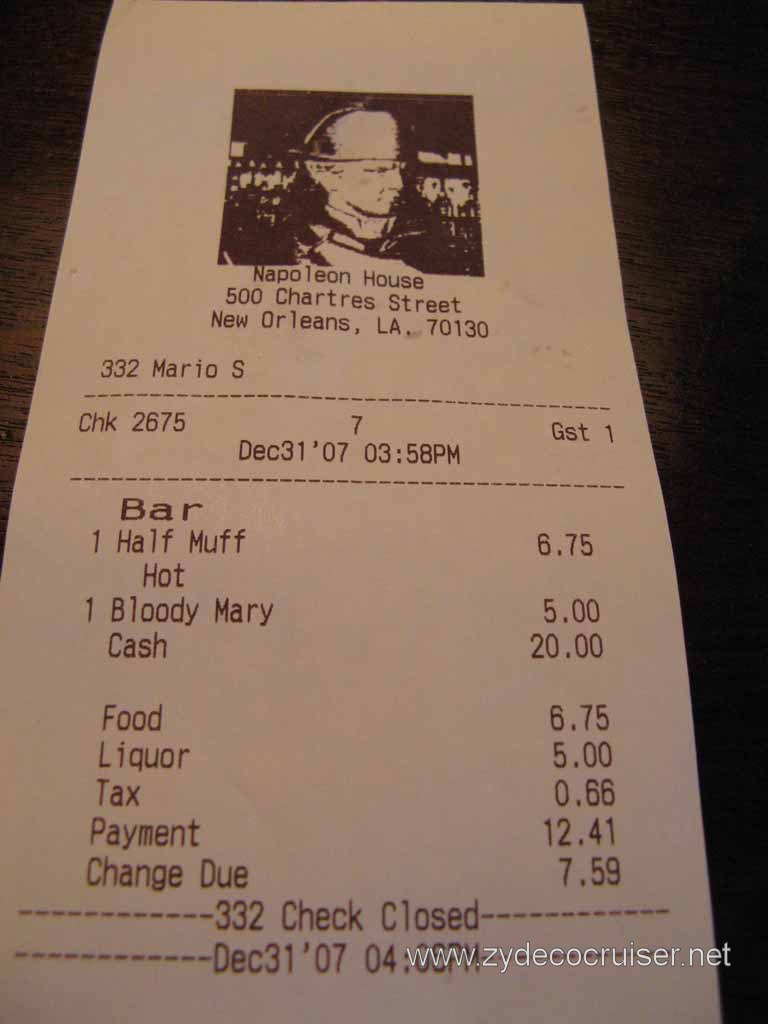 Napoleon House
500 Chartres Street
New Orleans, LA. 70130
332 Mario S
Chk 2675 7 Gst 1
Dec31'07 03:58PM
Bar
1 Half Muff 6.75
Hot
1 Bloody Mary 5.00
Cash 20.00
Food 6.75
Liquor 5.00
Tax 0.66
Payment 12.41
Change Due 7.59
------------332 Check Closed------------
www.zydecocruiser.net